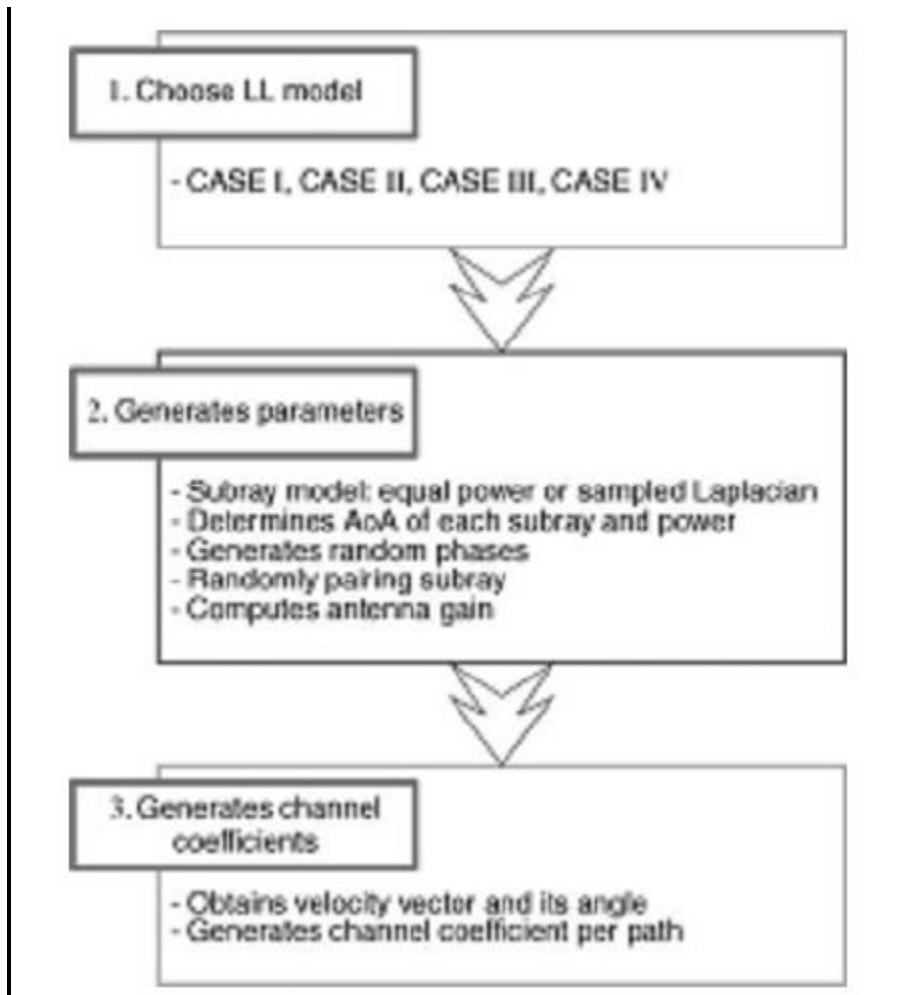 1. Choose LL model
- CASE I, CASE II, CASE III, CASE IV
2. Generates parameters
- Subray model: equal power or sampled Laplacian
- Determines AoA of each subray and power
- Generates random phases
- Randomly pairing subray
- Computes antenna gain
3. Generates channel
coefficients
- Obtains velocity vector and its angle
- Generates channel coefficient per path